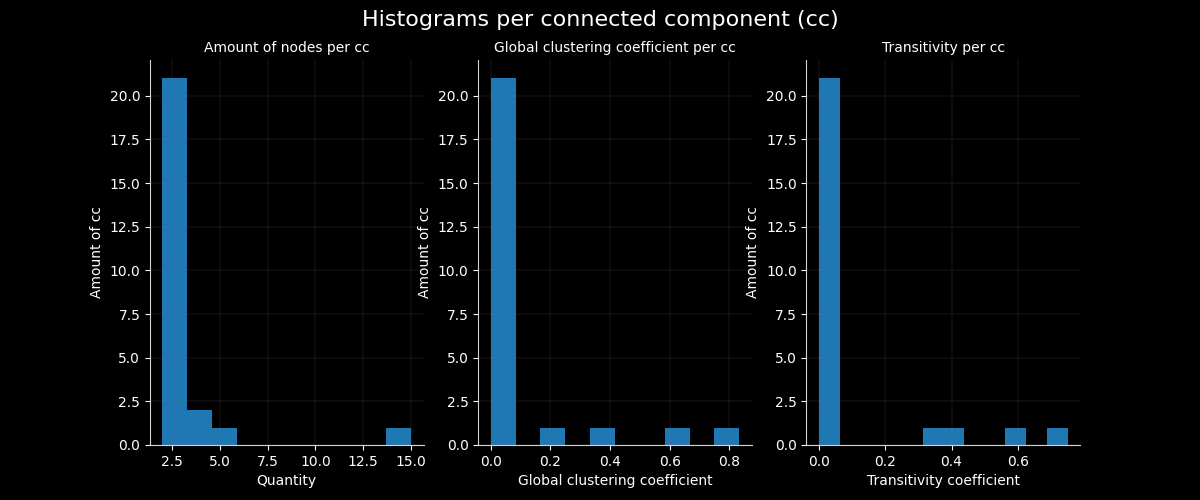 Histograms per connected component (cc)
Amount of nodes per cc
Amount of cc
20.0
17.5
15.0
12.5
10.0
7.5
5.0
2.5
0.0
2.5 5.0 7.5 10.0 12.5 15.0
Quantity
Global clustering coefficient per cc
Amount of cc
20.0
17.5
15.0
12.5
10.0
7.5
5.0
2.5
0.0
0.0 0.2 0.4 0.6 0.8
Global clustering coefficient
Transitivity per cc
Amount of cc
20.0
17.5
15.0
12.5
10.0
7.5
5.0
2.5
0.0
0.0 0.2 0.4 0.6
Transitivity coefficient